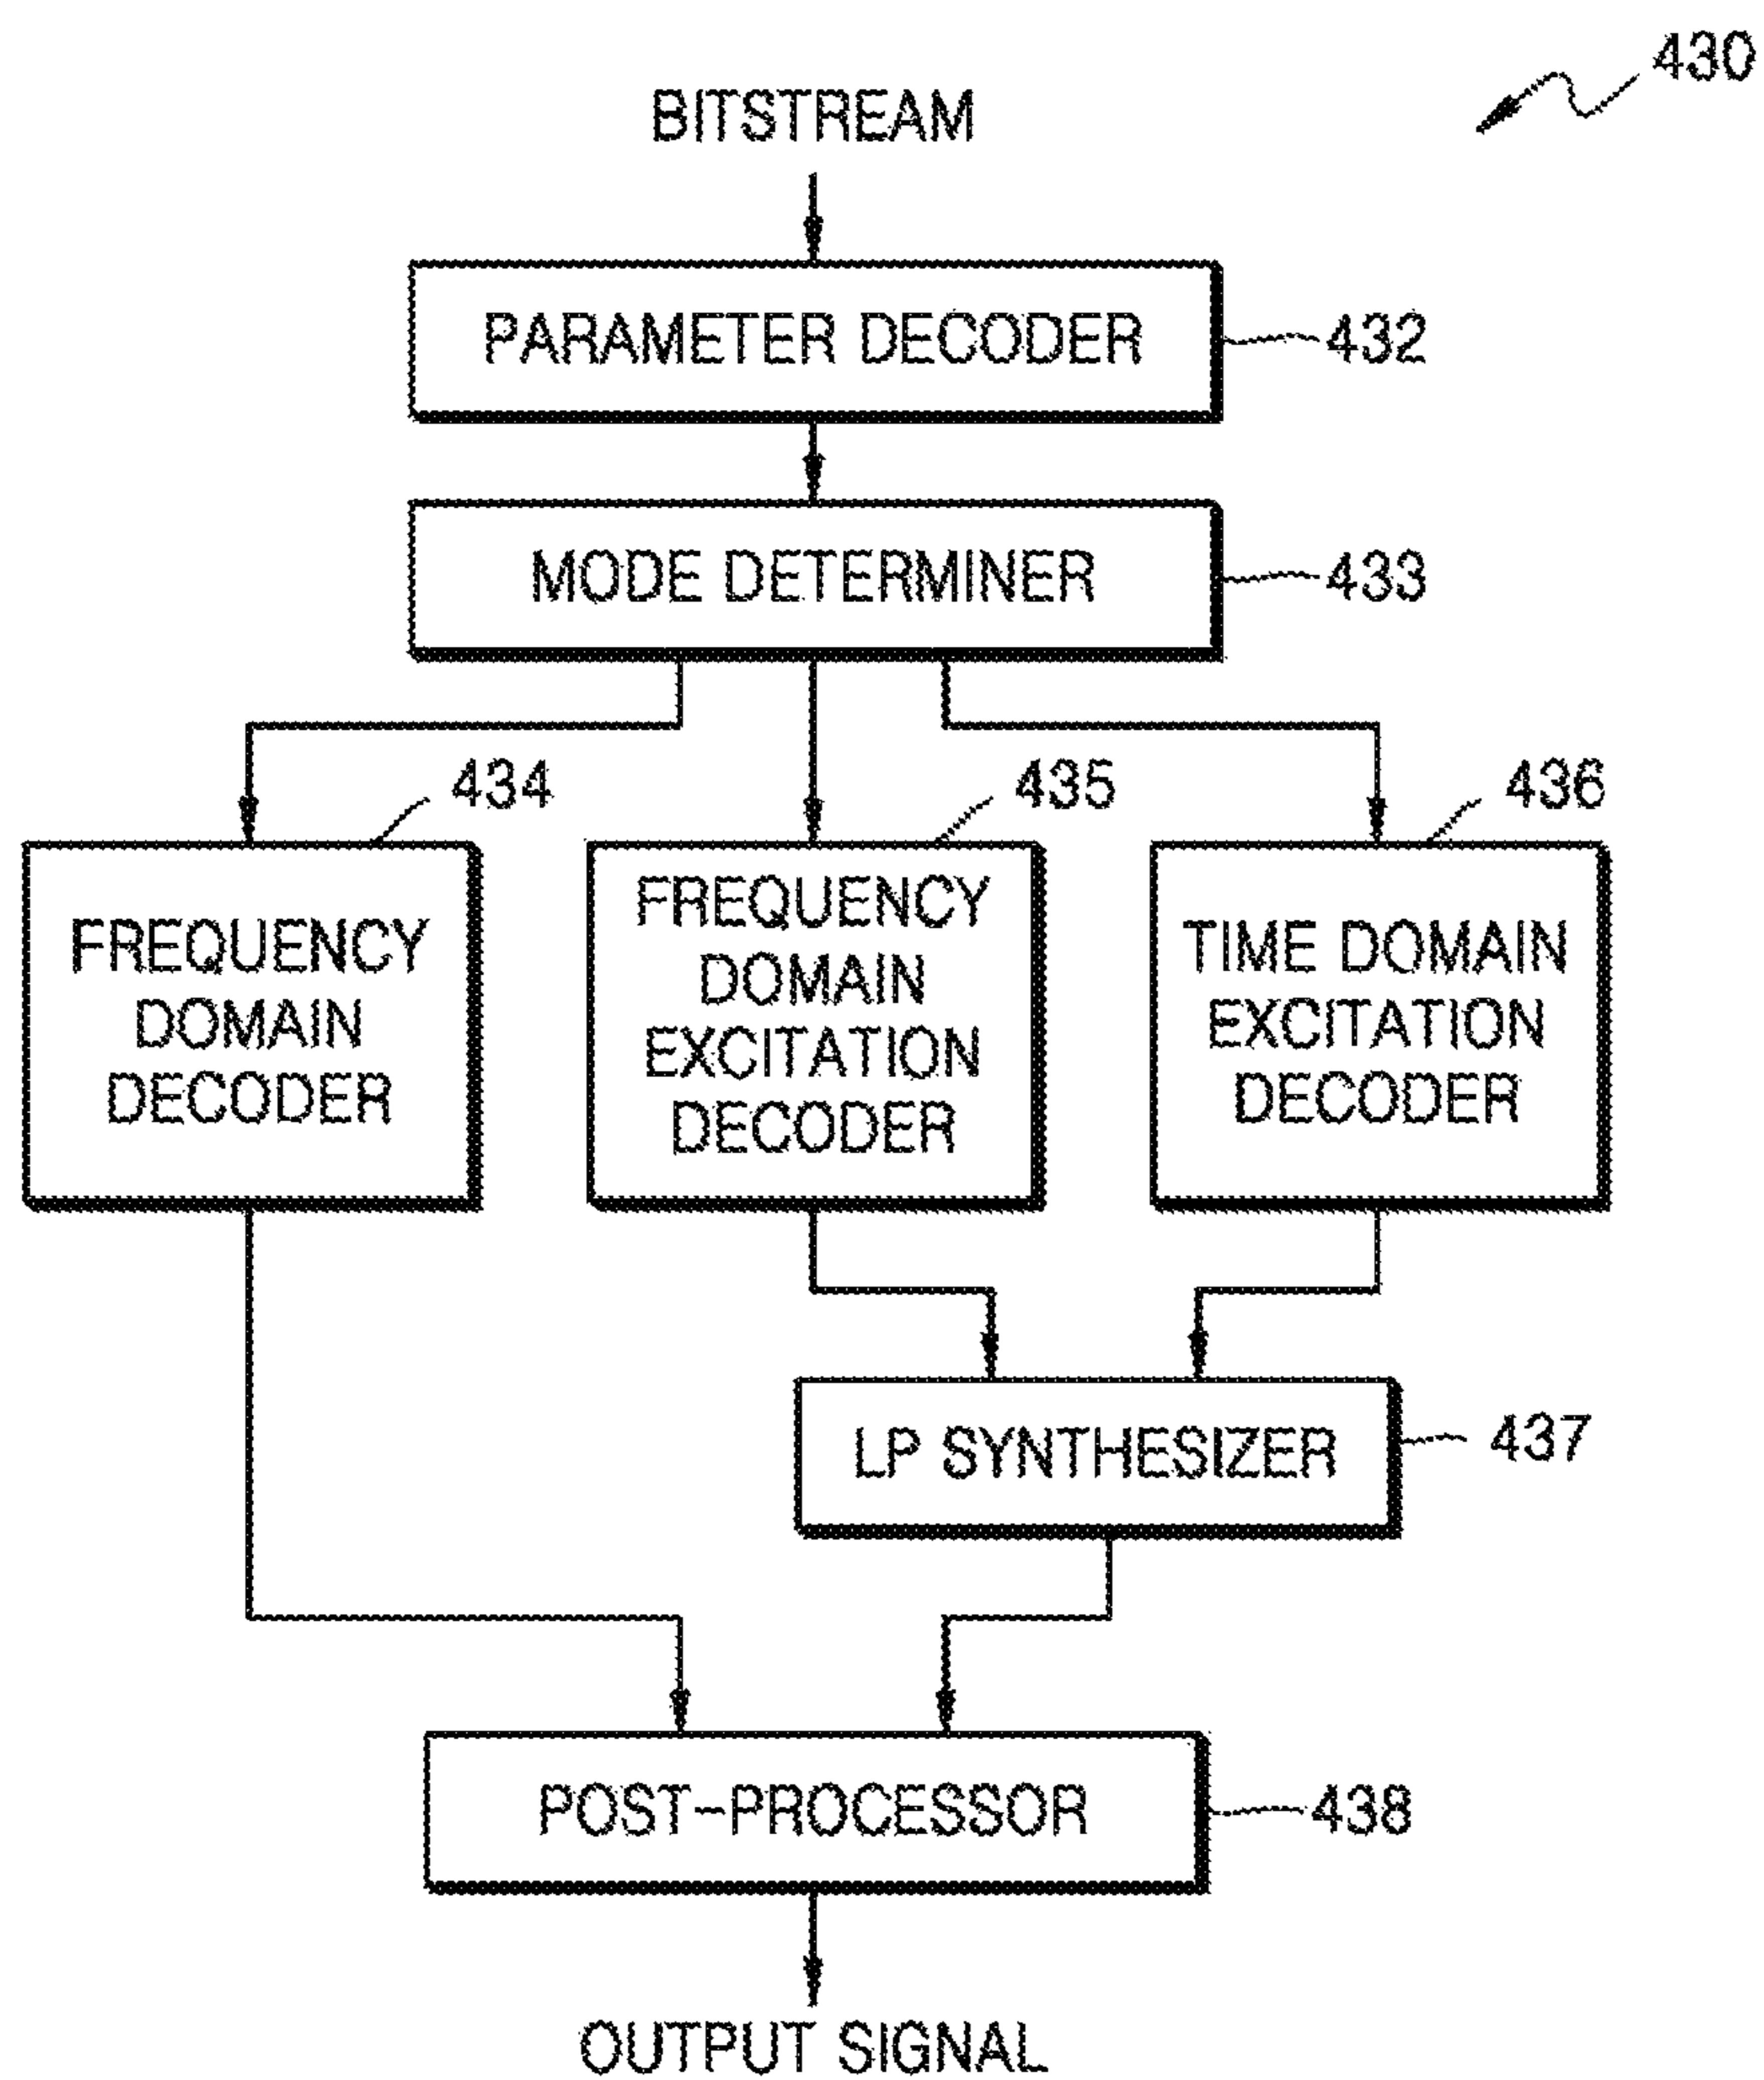 430
BITSTREAM
PARAMETER DECODER
432
MODE DETERMINER
433
434
435
436
FREQUENCY
DOMAIN
DECODER
FREQUENCY
DOMAIN
EXCITATION
DECODER
TIME DOMAIN
EXCITATION
DECODER
LP SYNTHESIZER
437
POST-PROCESSOR
438
OUTPUT SIGNAL